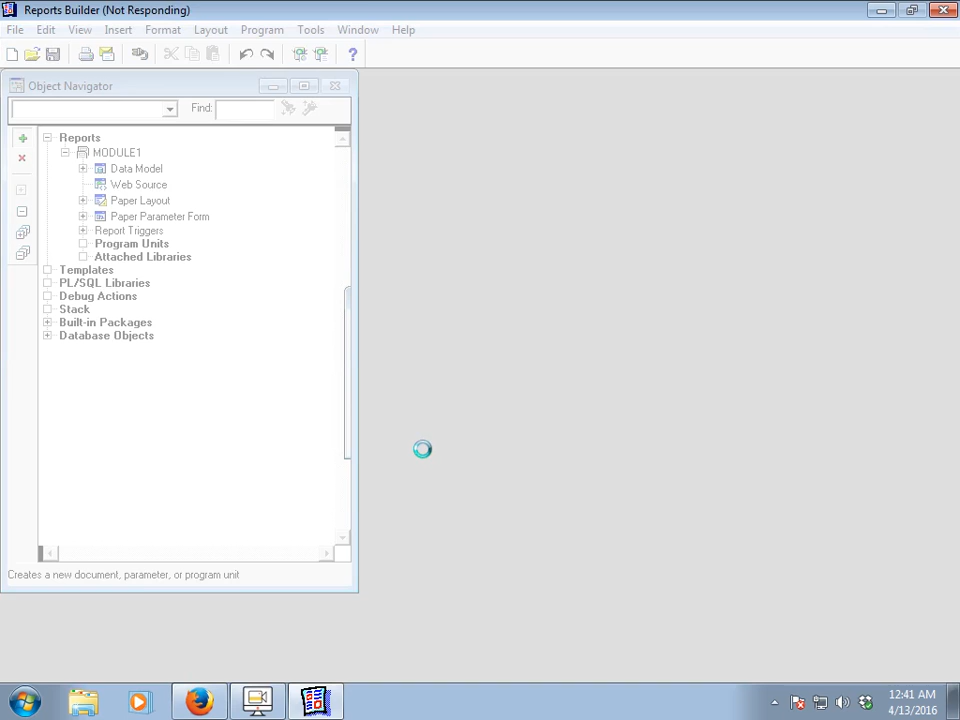 Reports Builder (Not Responding)
File Edit View Insert Format Layout Program Tools Window Help
Object Navigator
Find:
Reports
MODULE1
Data Model
Web Source
Paper Layout
Paper Parameter Form
Report Triggers
Program Units
Attached Libraries
Templates
PL/SQL Libraries
Debug Actions
Stack
Built-in Packages
Database Objects
Creates a new document, parameter, or program unit
12:41 AM
4/13/2016